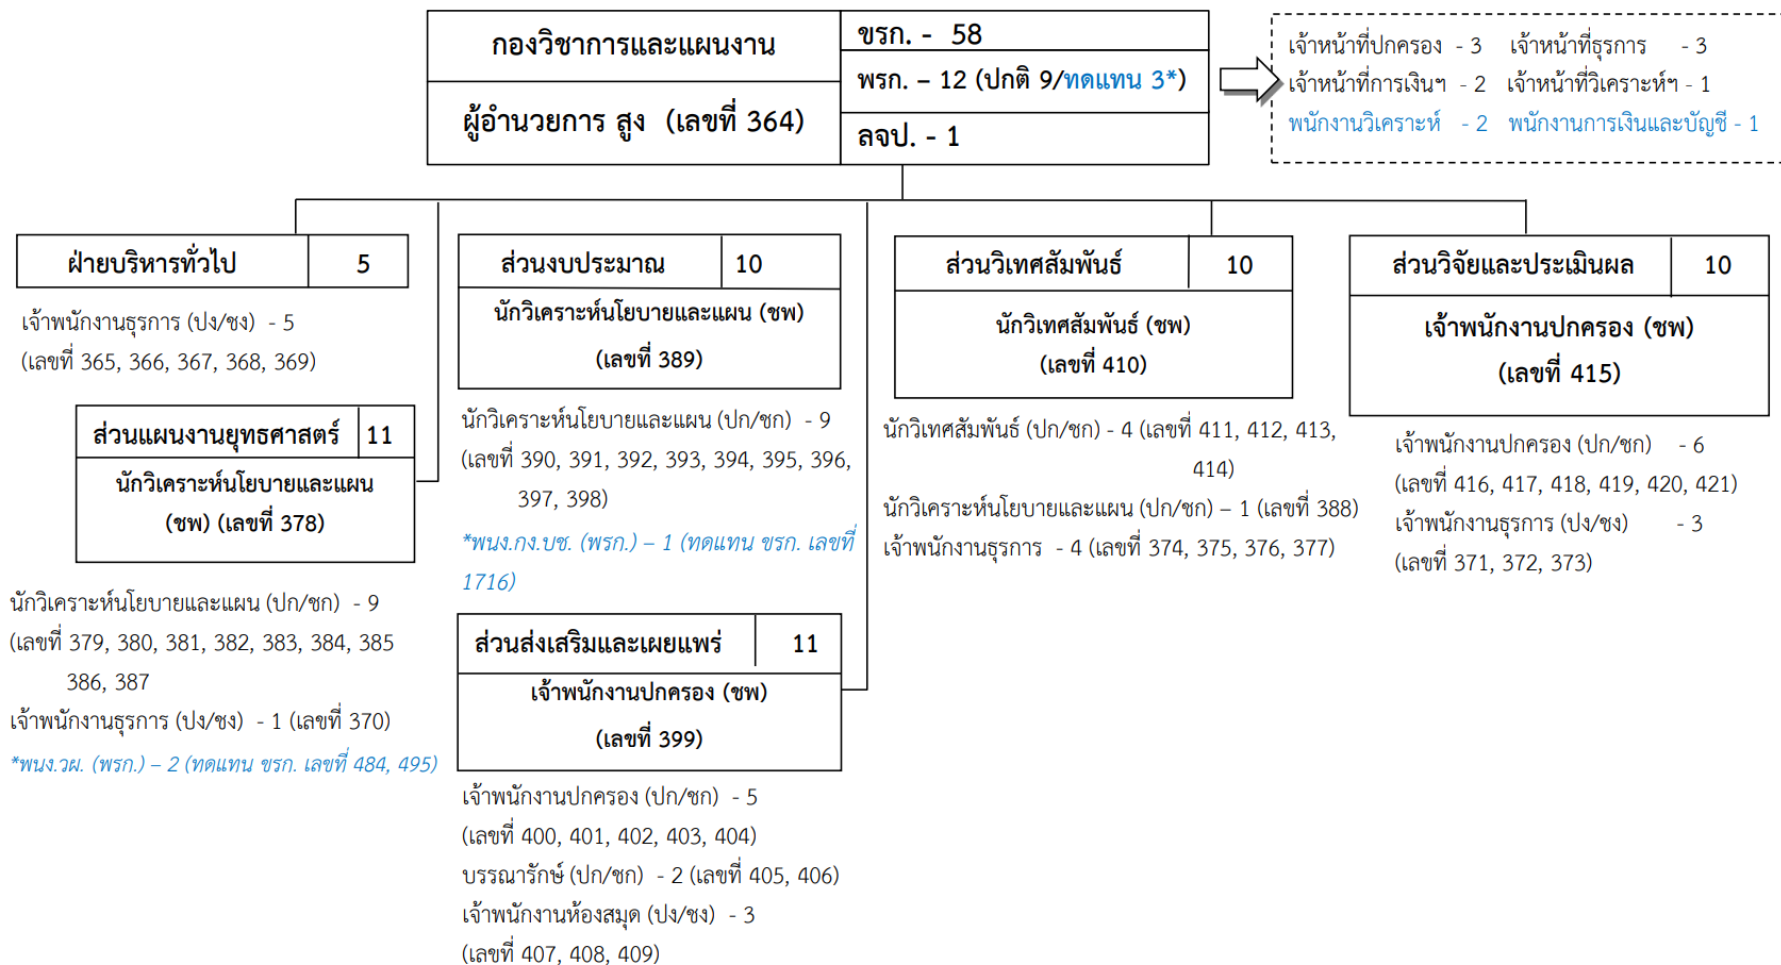 กองวิชาการและแผนงาน
ผู้อำนวยการ สูง (เลขที่ 364)
ขรก. - 58
พรก. – 12 (ปกติ 9/ทดแทน 3*)
ลจป. - 1
เจ้าหน้าที่ปกครอง - 3 เจ้าหน้าที่ธุรการ - 3
เจ้าหน้าที่การเงินฯ - 2 เจ้าหน้าที่วิเคราะห์ฯ - 1
พนักงานวิเคราะห์ - 2 พนักงานการเงินและบัญชี - 1
ฝ่ายบริหารทั่วไป 5
เจ้าพนักงานธุรการ (ปง/ชง) - 5
(เลขที่ 365, 366, 367, 368, 369)
ส่วนแผนงานยุทธศาสตร์ 11
นักวิเคราะห์นโยบายและแผน
(ชพ) (เลขที่ 378)
นักวิเคราะห์นโยบายและแผน (ปก/ชก) - 9
(เลขที่ 379, 380, 381, 382, 383, 384, 385
386, 387
เจ้าพนักงานธุรการ (ปง/ชง) - 1 (เลขที่ 370)
*พนง.วผ. (พรก.) – 2 (ทดแทน ขรก. เลขที่ 484, 495)
ส่วนงบประมาณ 10
นักวิเคราะห์นโยบายและแผน (ชพ)
(เลขที่ 389)
นักวิเคราะห์นโยบายและแผน (ปก/ชก) - 9
(เลขที่ 390, 391, 392, 393, 394, 395, 396,
397, 398)
*พนง.กง.บช. (พรก.) – 1 (ทดแทน ขรก. เลขที่
1716)
ส่วนส่งเสริมและเผยแพร่ 11
เจ้าพนักงานปกครอง (ชพ)
(เลขที่ 399)
เจ้าพนักงานปกครอง (ปก/ชก) - 5
(เลขที่ 400, 401, 402, 403, 404)
บรรณารักษ์ (ปก/ชก) - 2 (เลขที่ 405, 406)
เจ้าพนักงานห้องสมุด (ปง/ชง) - 3
(เลขที่ 407, 408, 409)
ส่วนวิเทศสัมพันธ์ 10
นักวิเทศสัมพันธ์ (ชพ)
(เลขที่ 410)
นักวิเทศสัมพันธ์ (ปก/ชก) - 4 (เลขที่ 411, 412, 413,
414)
นักวิเคราะห์นโยบายและแผน (ปก/ชก) – 1 (เลขที่ 388)
เจ้าพนักงานธุรการ - 4 (เลขที่ 374, 375, 376, 377)
ส่วนวิจัยและประเมินผล 10
เจ้าพนักงานปกครอง (ชพ)
(เลขที่ 415)
เจ้าพนักงานปกครอง (ปก/ชก) - 6
(เลขที่ 416, 417, 418, 419, 420, 421)
เจ้าพนักงานธุรการ (ปง/ชง) - 3
(เลขที่ 371, 372, 373)